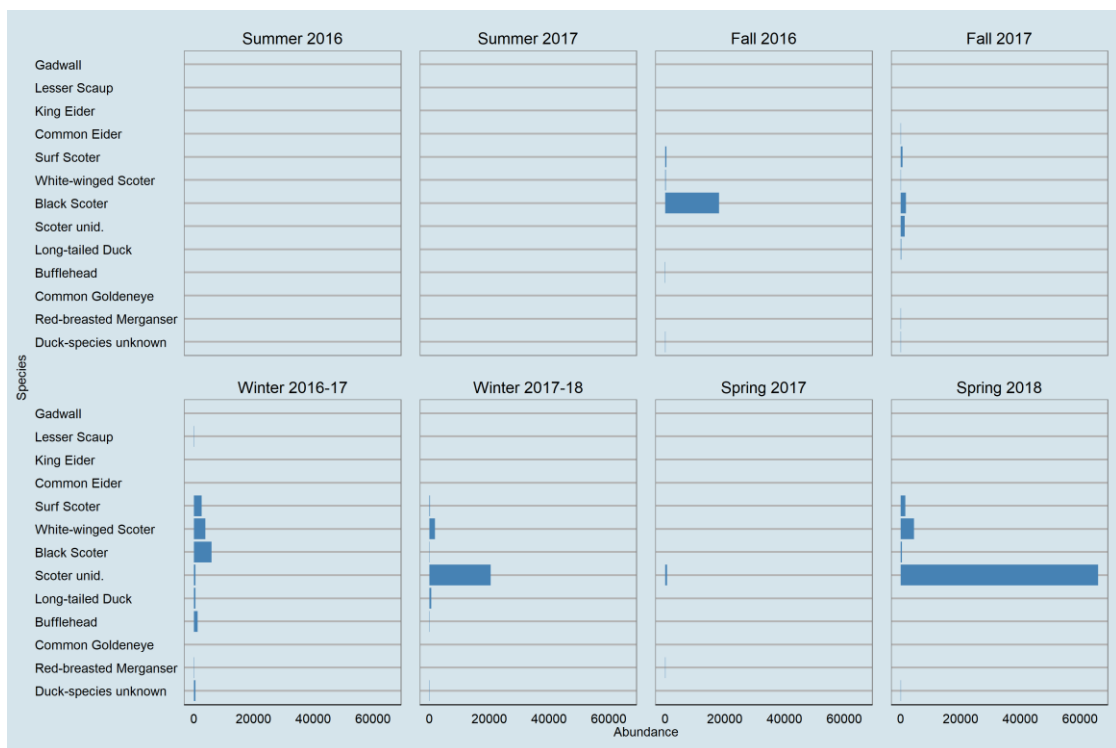 Summer 2016 Summer 2017 Fall 2016 Fall 2017
Gadwall
Lesser Scaup
King Eider
Common Eider
Surf Scoter
White-winged Scoter
Black Scoter
Scoter unid.
Long-tailed Duck
Bufflehead
Common Goldeneye
Red-breasted Merganser
Duck-species unknown
Species
Winter 2016-17 Winter 2017-18 Spring 2017 Spring 2018
Gadwall
Lesser Scaup
King Eider
Common Eider
Surf Scoter
White-winged Scoter
Black Scoter
Scoter unid.
Long-tailed Duck
Bufflehead
Common Goldeneye
Red-breasted Merganser
Duck-species unknown
0 20000 40000 60000 0 20000 40000 60000 0 20000 40000 60000 0 20000 40000 60000
Abundance